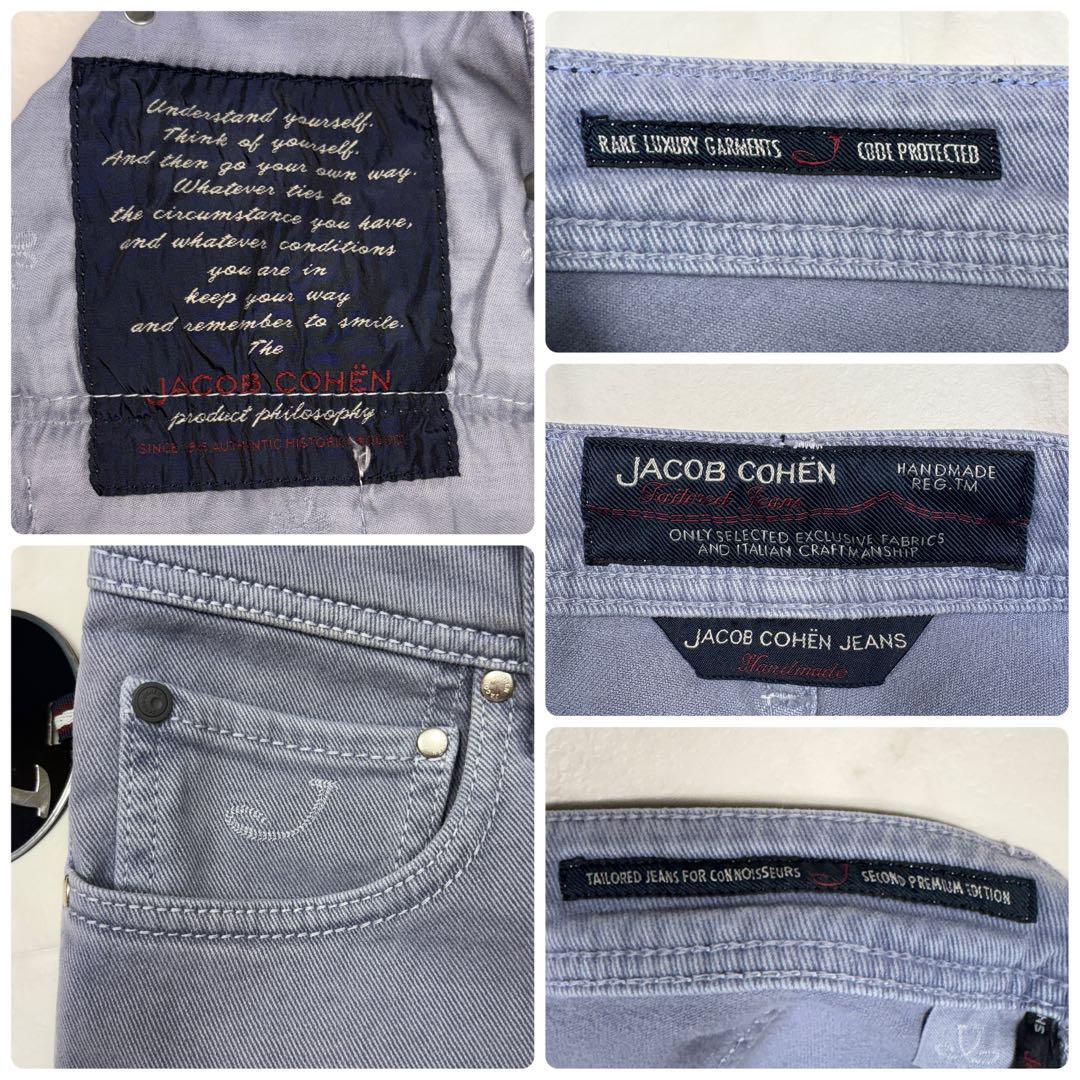 Understand yourself.
Think of yourself.
And then go your own way.
Whatever ties to
the circumstance you have,
and whatever conditions
you are in
keep your way
and remember to smile.
The
JACOB COHËN
product philosophy
SINCE AUTHENTIC
RARE LUXURY GARMENTS J CODE PROTECTED
JACOB COHËN
HANDMADE
REG.TM
Tailored Jeans
ONLY SELECTED EXCLUSIVE FABRICS
AND ITALIAN CRAFTMANSHIP
JACOB COHËN JEANS
Handmade
J
TAILORED JEANS FOR CONNOISSEURS J SECOND PREMIUM EDITION